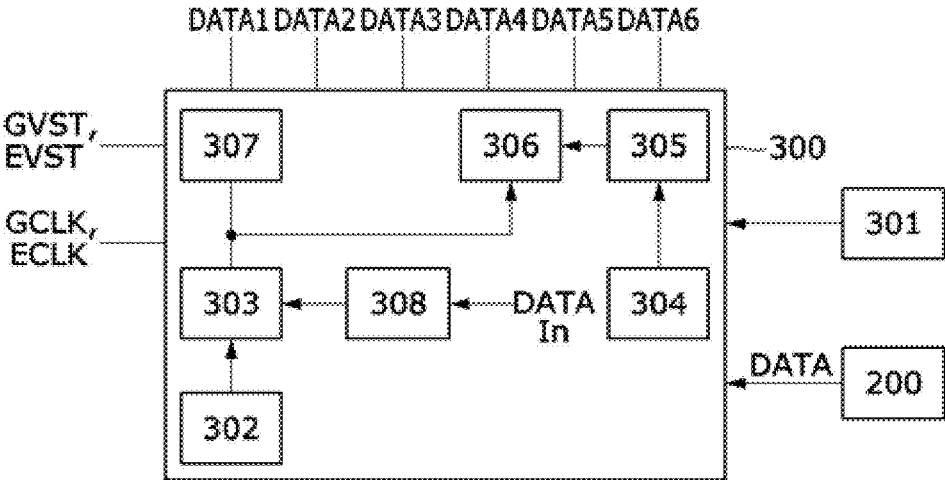 DATA1 DATA2 DATA3 DATA4 DATA5 DATA6
GVST,
EVST
307
306
305
300
GCLK,
ECLK
301
303
308
DATA
In
304
DATA
200
302